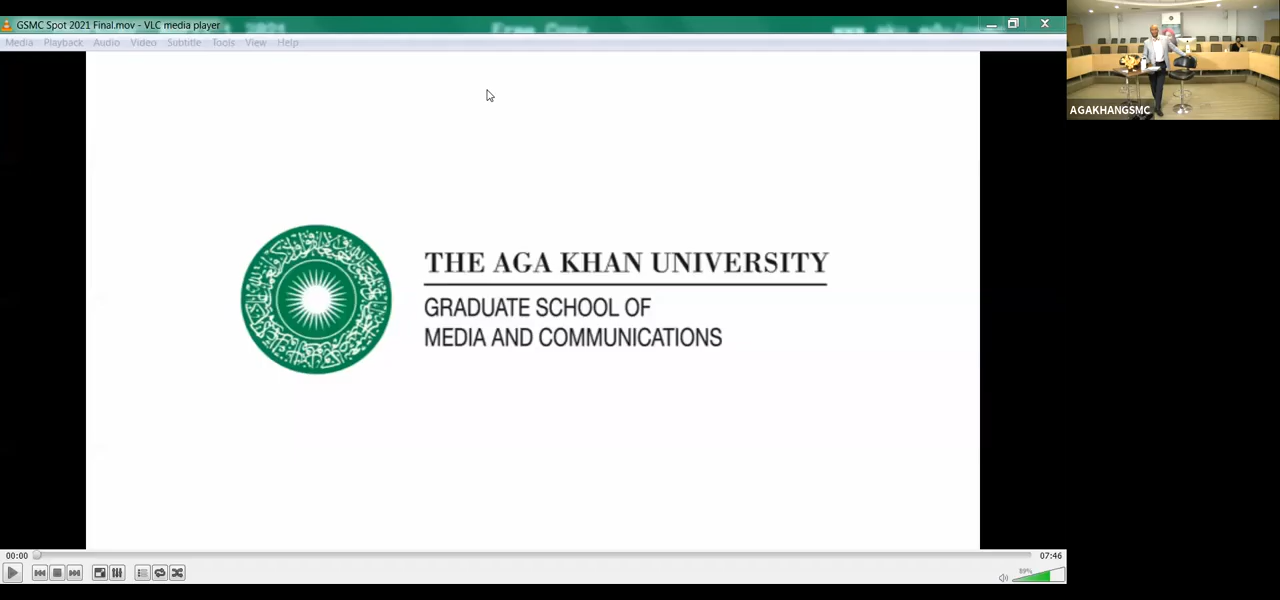 GSMC Spot 2021 Final.mov - VLC media player
Media Playback Audio Video Subtitle Tools View Help
THE AGA KHAN UNIVERSITY
GRADUATE SCHOOL OF
MEDIA AND COMMUNICATIONS
AGAKHANGSMC
00:00
07:46
89%